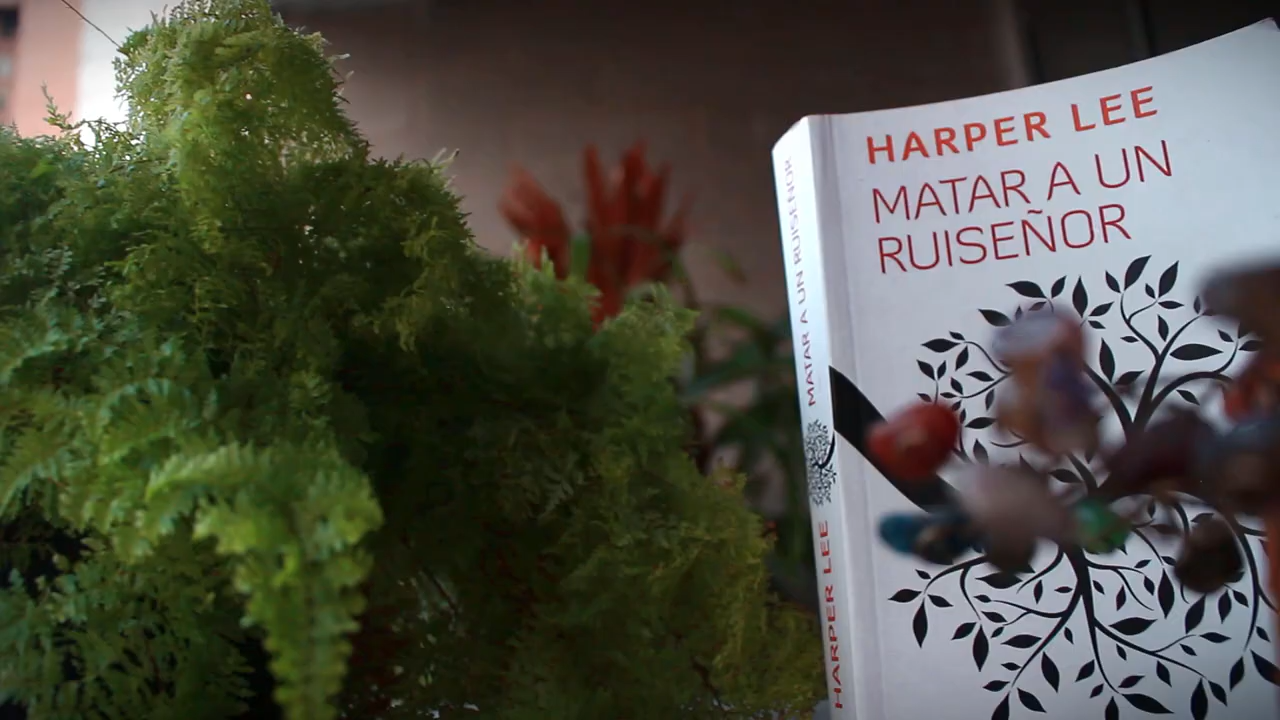 HARPER LEE
MATAR A UN
RUISEÑOR
MATAR A UN RUISEÑOR
HARPER LEE